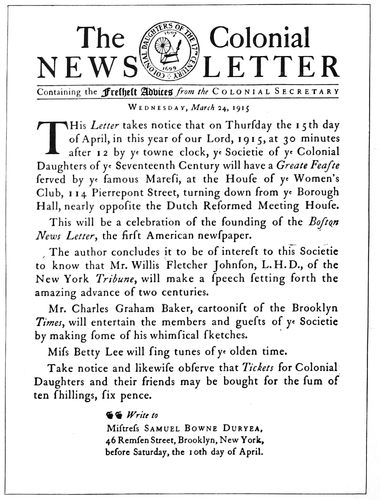 The Colonial
COLONIAL DAUGHTERS OF THE 17TH CENTURY
1699
NEWS LETTER
Containing the Freſheſt Advices from the COLONIAL SECRETARY
WEDNESDAY, March 24, 1915
THis Letter takes notice that on Thurſday the 15th day
of April, in this year of our Lord, 1915, at 30 minutes
after 12 by yᵉ towne clock, yᵉ Societie of yᵉ Colonial
Daughters of yᵉ Seventeenth Century will have a Greate Feaſte
ſerved by yᵉ famous Mareſi, at the Houſe of yᵉ Women's
Club, 114 Pierrepont Street, turning down from yᵉ Borough
Hall, nearly oppoſite the Dutch Reformed Meeting Houſe.
This will be a celebration of the founding of the Boſton
News Letter, the firſt American newſpaper.
The author concludes it to be of intereſt to this Societie
to know that Mr. Willis Fletcher Johnſon, L.H.D., of the
New York Tribune, will make a ſpeech ſetting forth the
amazing advance of two centuries.
Mr. Charles Graham Baker, cartooniſt of the Brooklyn
Times, will entertain the members and gueſts of yᵉ Societie
by making ſome of his whimſical ſketches.
Miſs Betty Lee will ſing tunes of yᵉ olden time.
Take notice and likewiſe obſerve that Tickets for Colonial
Daughters and their friends may be bought for the ſum of
ten ſhillings, ſix pence.
Write to
Miſtreſs SAMUEL BOWNE DURYEA,
46 Remſen Street, Brooklyn, New York,
before Saturday, the 10th day of April.